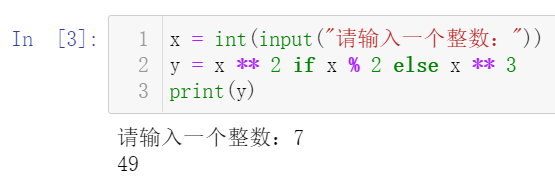 In [3]:
1 x = int(input("请输入一个整数："))
2 y = x ** 2 if x % 2 else x ** 3
3 print(y)
请输入一个整数：7
49